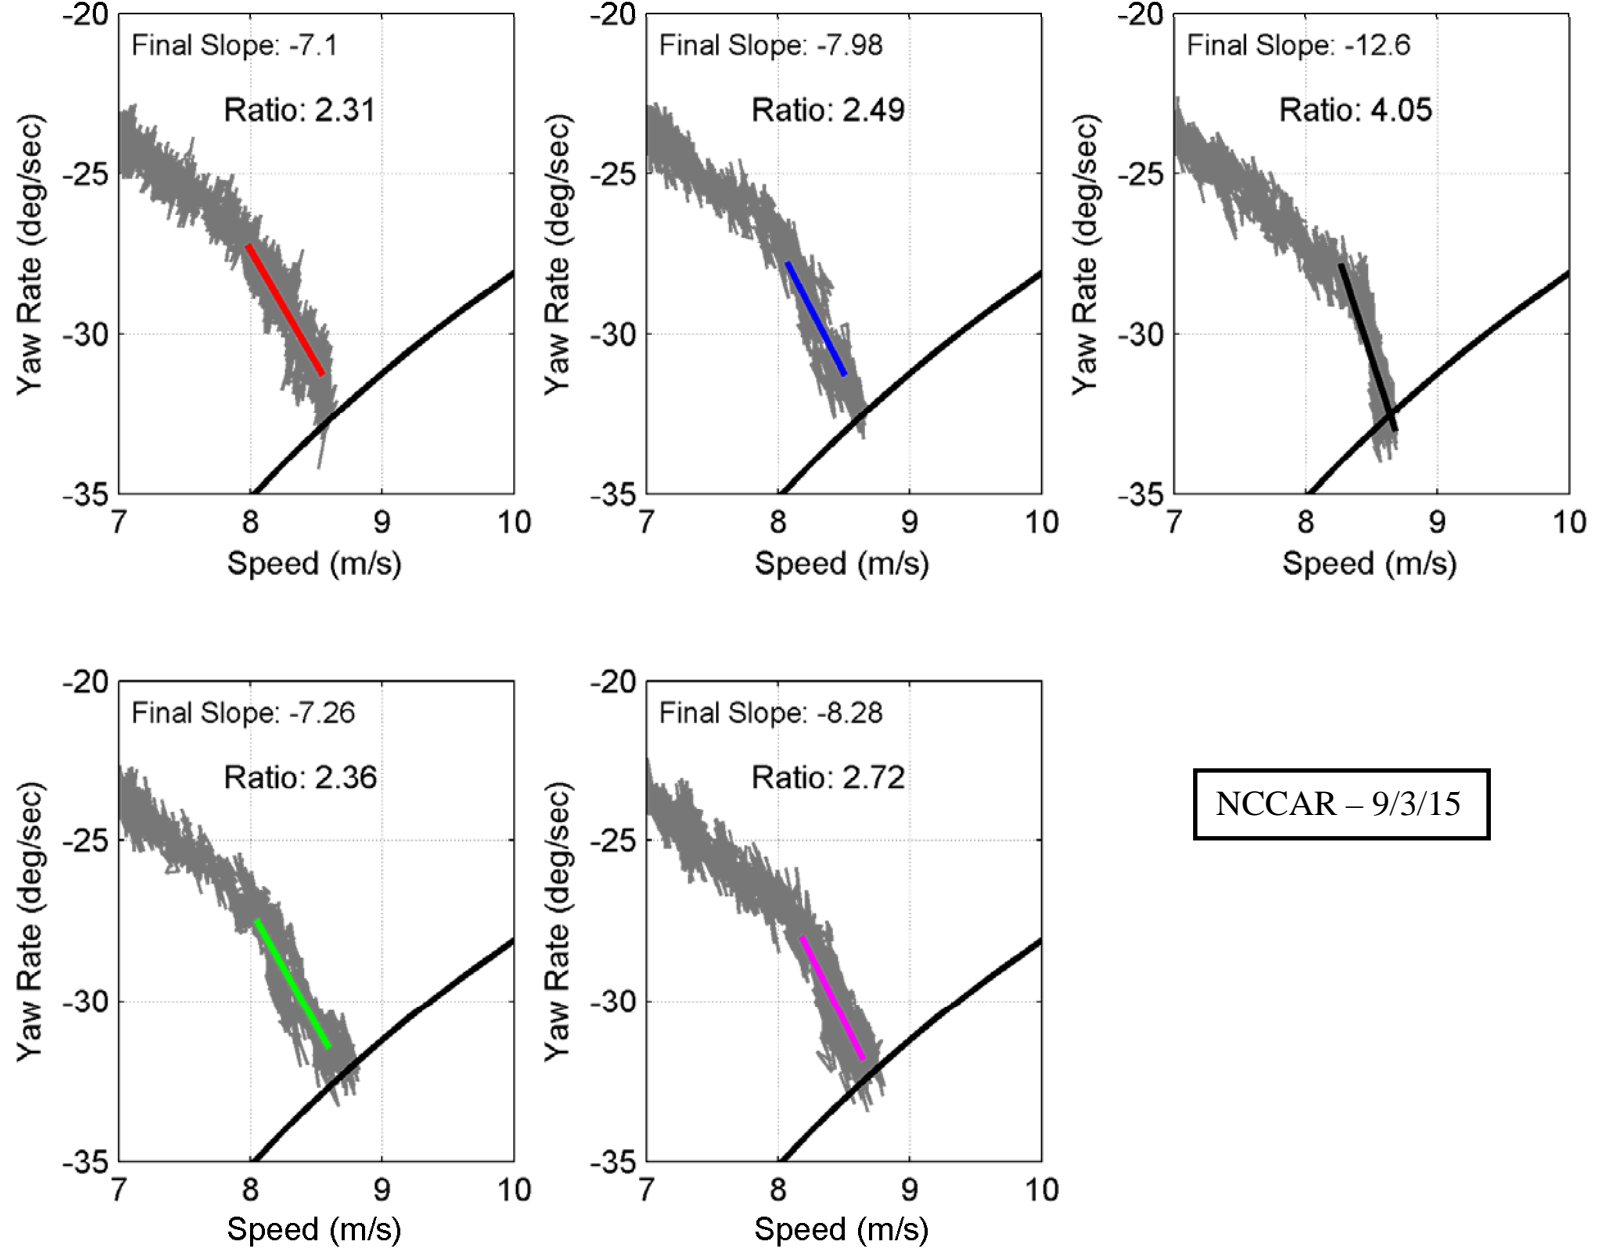 Final Slope: -7.1
Ratio: 2.31
-20
-25
-30
-35
Yaw Rate (deg/sec)
7 8 9 10
Speed (m/s)
Final Slope: -7.98
Ratio: 2.49
-20
-25
-30
-35
Yaw Rate (deg/sec)
7 8 9 10
Speed (m/s)
Final Slope: -12.6
Ratio: 4.05
-20
-25
-30
-35
Yaw Rate (deg/sec)
7 8 9 10
Speed (m/s)
Final Slope: -7.26
Ratio: 2.36
-20
-25
-30
-35
Yaw Rate (deg/sec)
7 8 9 10
Speed (m/s)
Final Slope: -8.28
Ratio: 2.72
-20
-25
-30
-35
Yaw Rate (deg/sec)
7 8 9 10
Speed (m/s)
NCCAR – 9/3/15